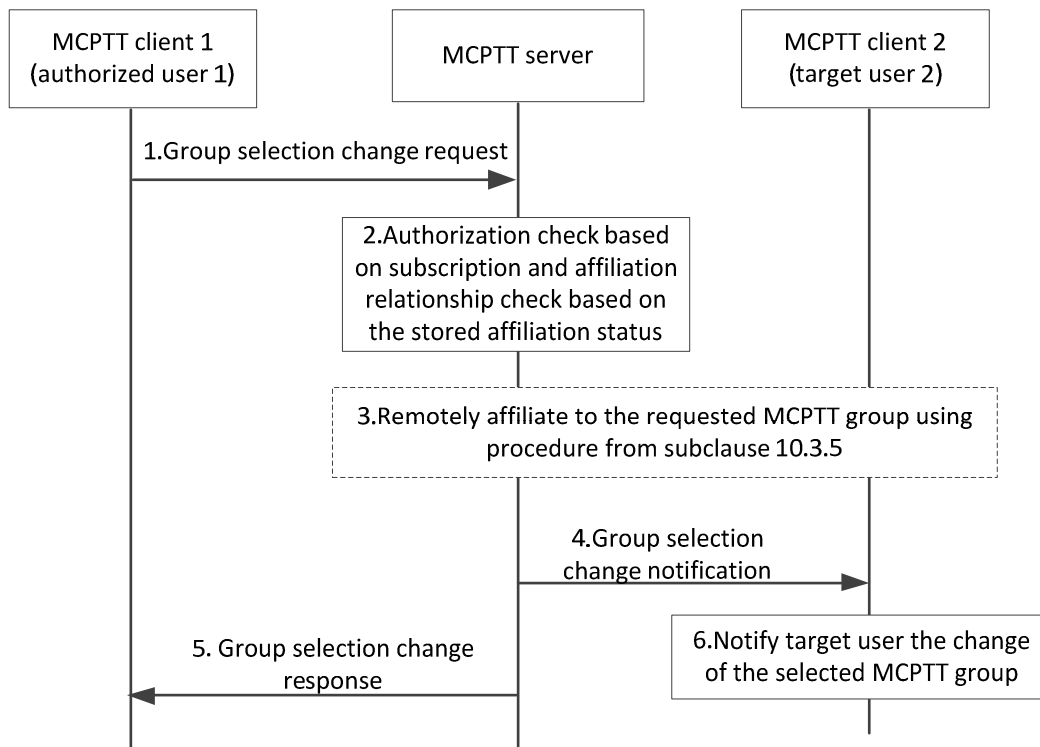 MCPTT client 1
(authorized user 1)
MCPTT server
MCPTT client 2
(target user 2)
1.Group selection change request
2.Authorization check based
on subscription and affiliation
relationship check based on
the stored affiliation status
3.Remotely affiliate to the requested MCPTT group using
procedure from subclause 10.3.5
4.Group selection
change notification
5. Group selection change
response
6.Notify target user the change
of the selected MCPTT group